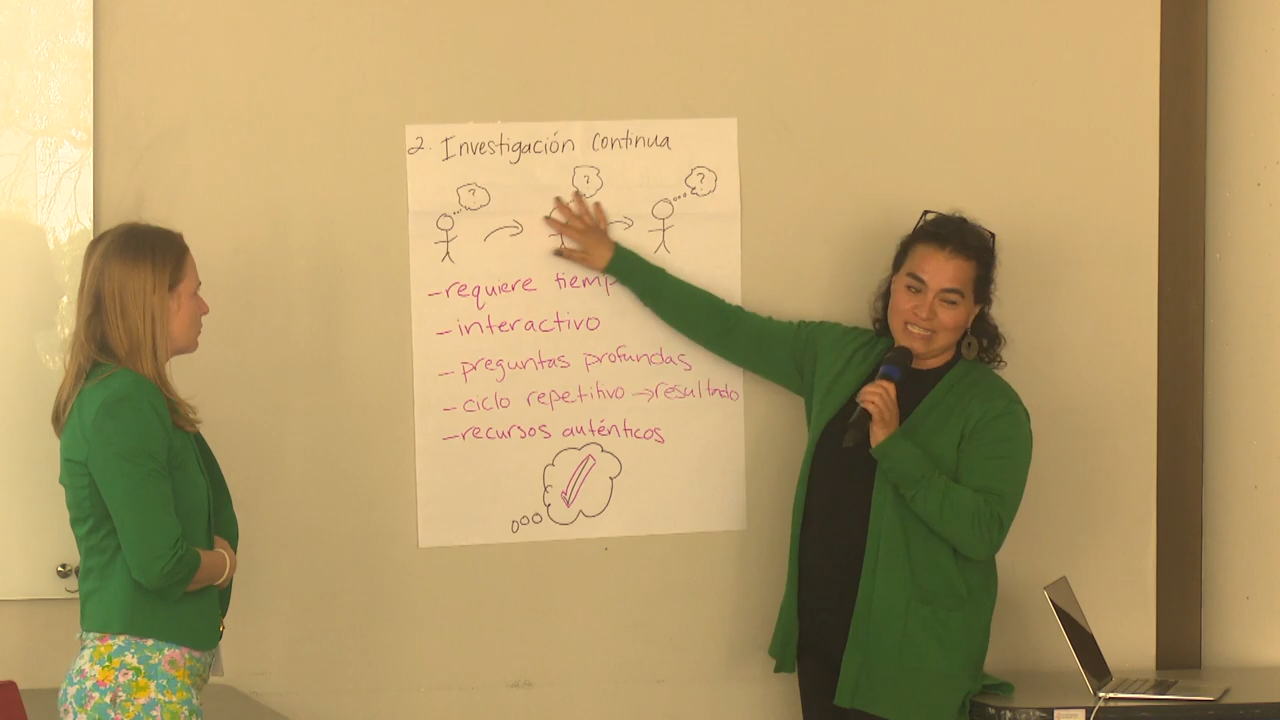 2. Investigación Continua
? ? ?
- requiere
- interactivo
- preguntas profundas
- ciclo repetitivo → resultado
- recursos auténticos